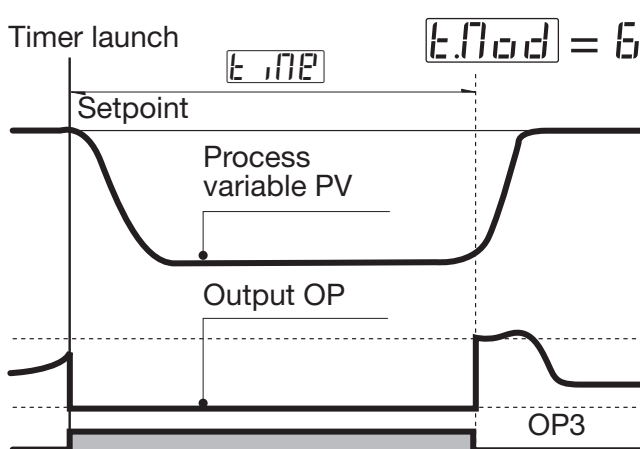 Timer launch
t.Mod = 6
t iME
Setpoint
Process
variable PV
Output OP
OP3